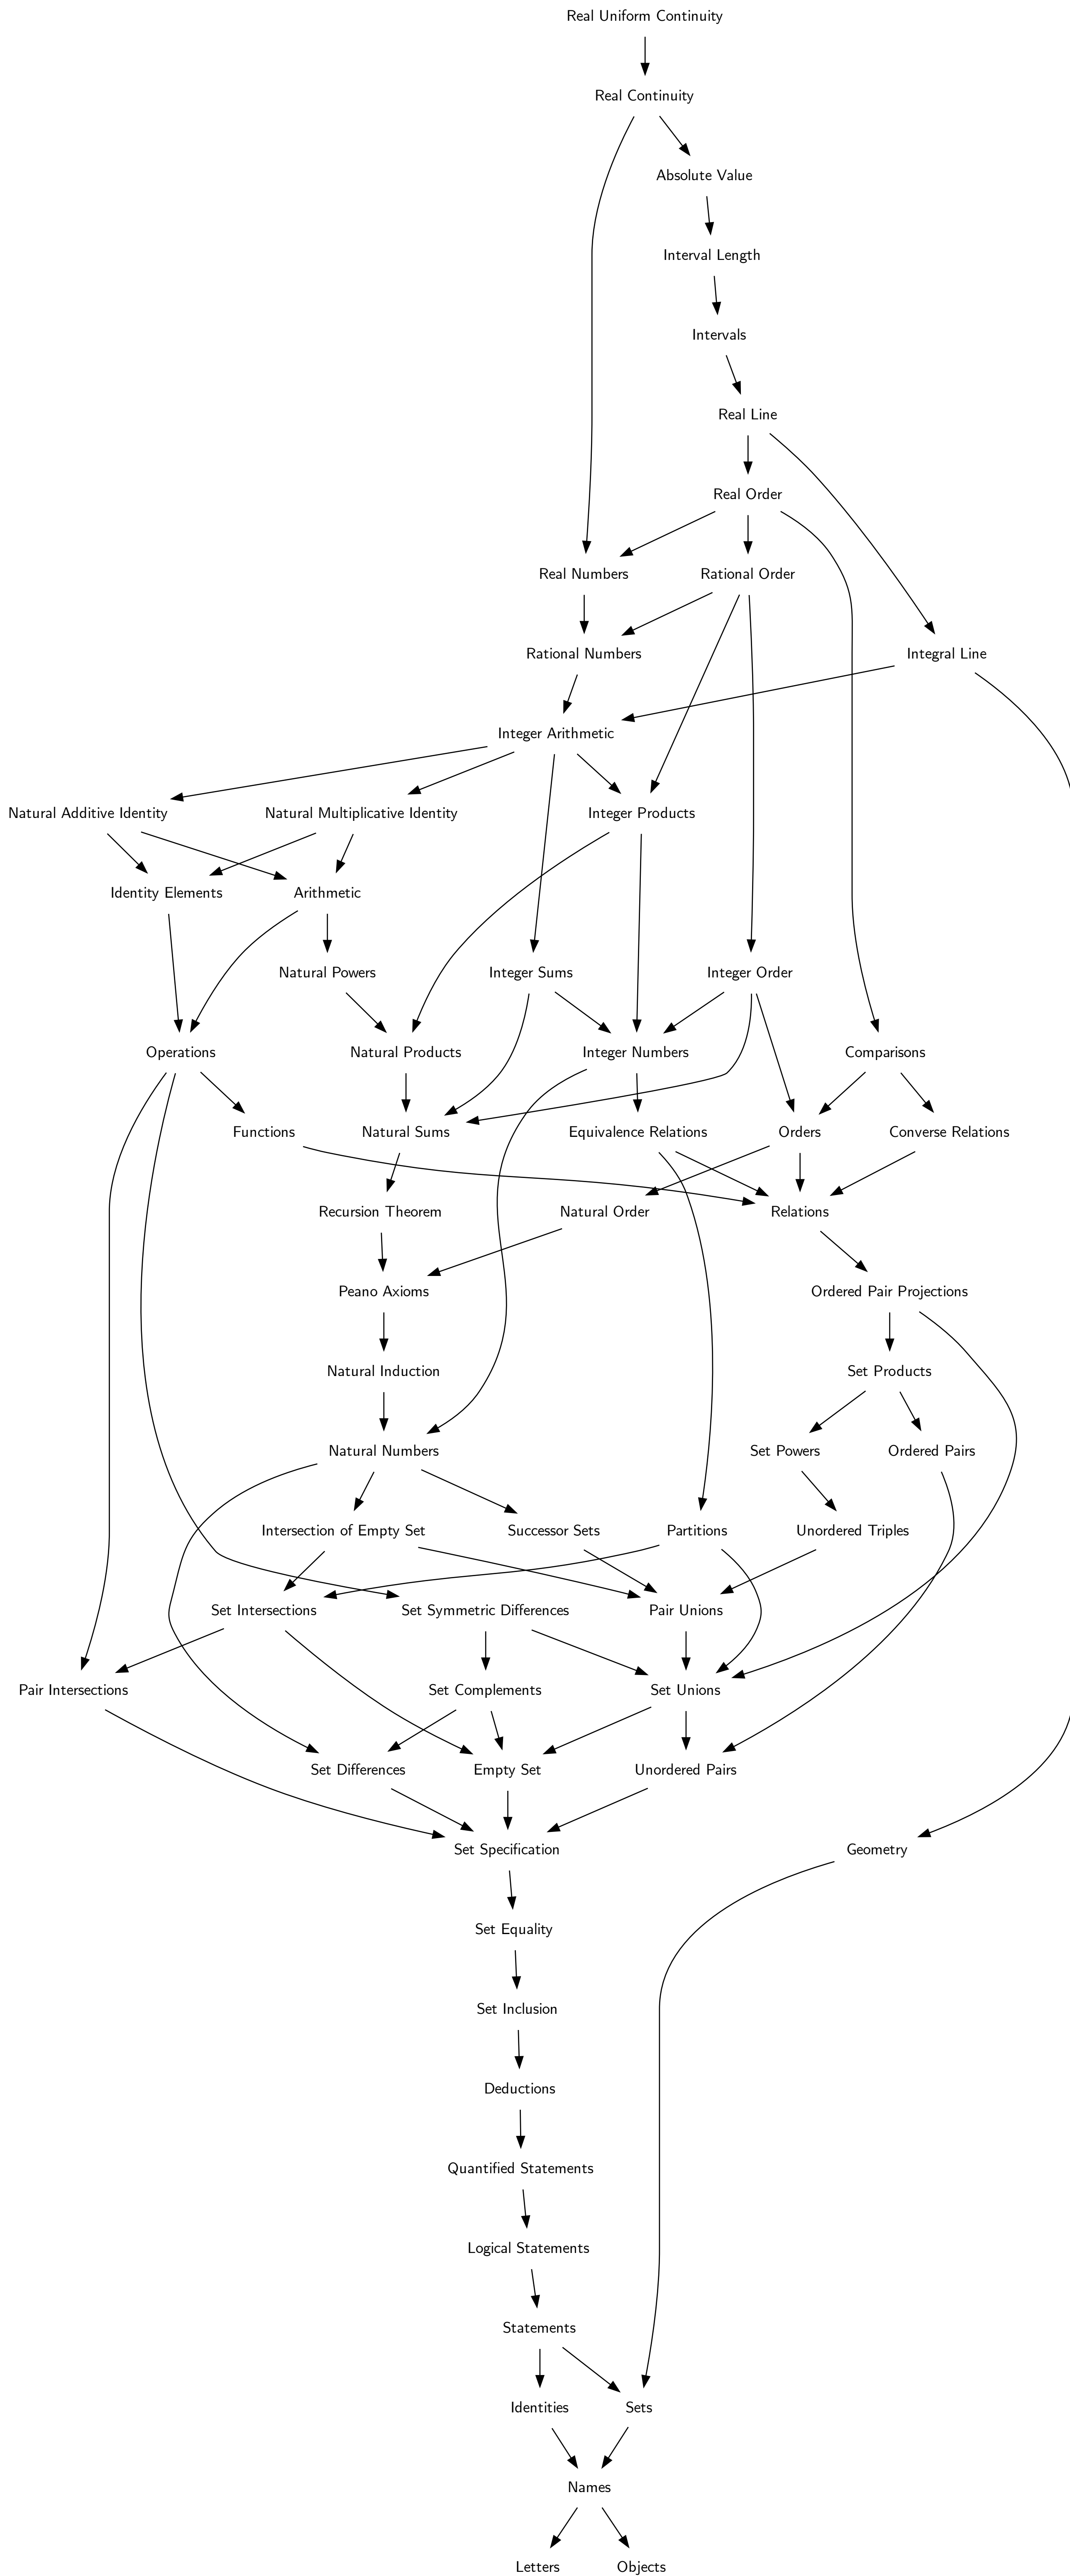 Real Uniform Continuity
Real Continuity
Absolute Value
Interval Length
Intervals
Real Line
Real Order
Real Numbers
Rational Order
Rational Numbers
Integral Line
Integer Arithmetic
Natural Additive Identity
Natural Multiplicative Identity
Integer Products
Identity Elements
Arithmetic
Natural Powers
Integer Sums
Integer Order
Operations
Natural Products
Integer Numbers
Comparisons
Functions
Natural Sums
Equivalence Relations
Orders
Converse Relations
Recursion Theorem
Natural Order
Relations
Peano Axioms
Ordered Pair Projections
Natural Induction
Set Products
Natural Numbers
Set Powers
Ordered Pairs
Intersection of Empty Set
Successor Sets
Partitions
Unordered Triples
Set Intersections
Set Symmetric Differences
Pair Unions
Pair Intersections
Set Complements
Set Unions
Set Differences
Empty Set
Unordered Pairs
Set Specification
Geometry
Set Equality
Set Inclusion
Deductions
Quantified Statements
Logical Statements
Statements
Identities
Sets
Names
Letters
Objects